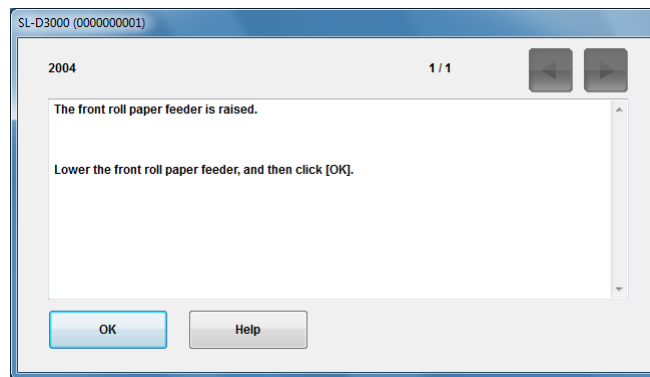 SL-D3000 (0000000001)
2004 1 / 1
The front roll paper feeder is raised.
Lower the front roll paper feeder, and then click [OK].
OK Help